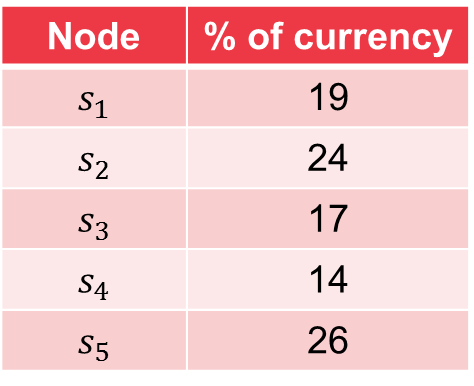 Node % of currency
s₁ 19
s₂ 24
s₃ 17
s₄ 14
s₅ 26